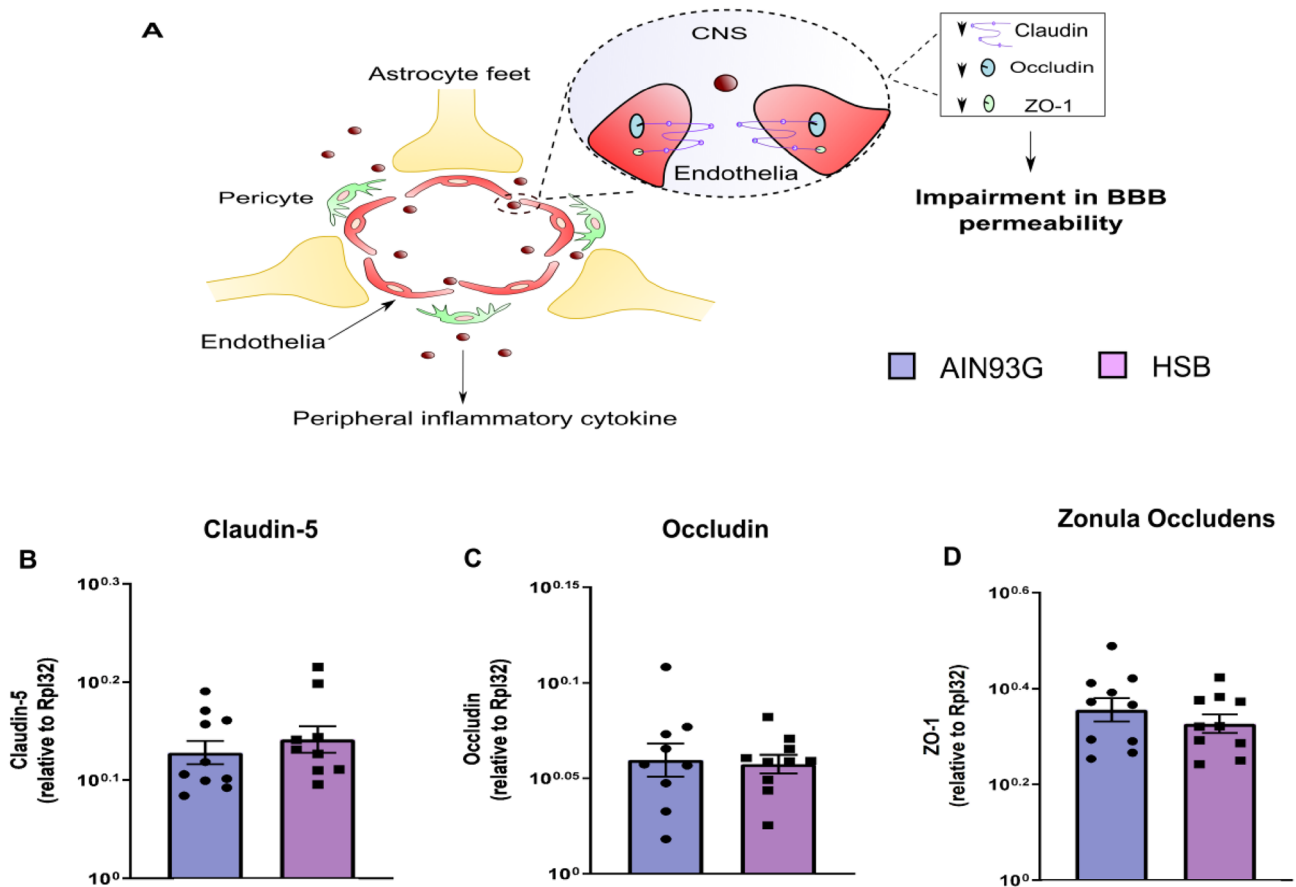 A
CNS
Astrocyte feet
Claudin
Occludin
ZO-1
Pericyte
Endothelia
Impairment in BBB
permeability
Endothelia
AIN93G
HSB
Peripheral inflammatory cytokine
B
Claudin-5
Claudin-5
(relative to Rpl32)
10^0.3
10^0.2
10^0.1
10^0
C
Occludin
Occludin
(relative to Rpl32)
10^0.15
10^0.1
10^0.05
10^0
D
Zonula Occludens
ZO-1
(relative to Rpl32)
10^0.6
10^0.4
10^0.2
10^0